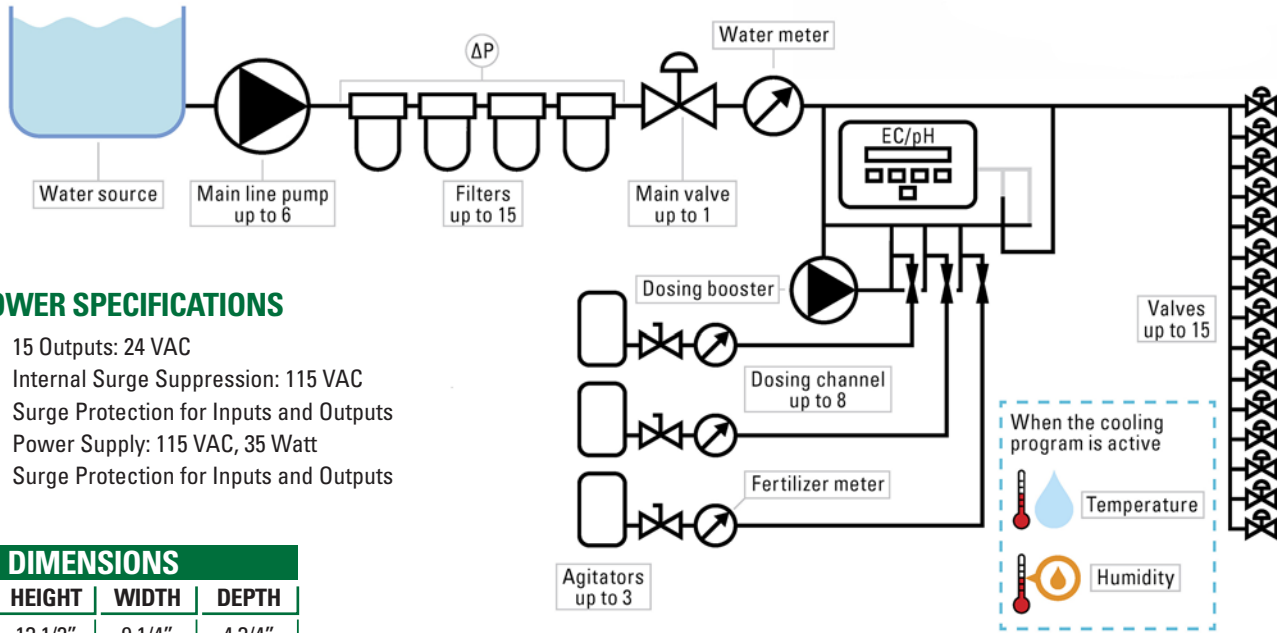 ΔP
Water meter
EC/pH
Water source
Main line pump
up to 6
Filters
up to 15
Main valve
up to 1
Dosing booster
Valves
up to 15
Dosing channel
up to 8
Fertilizer meter
Agitators
up to 3
When the cooling
program is active
Temperature
Humidity
OWER SPECIFICATIONS
15 Outputs: 24 VAC
Internal Surge Suppression: 115 VAC
Surge Protection for Inputs and Outputs
Power Supply: 115 VAC, 35 Watt
Surge Protection for Inputs and Outputs
DIMENSIONS
HEIGHT WIDTH DEPTH